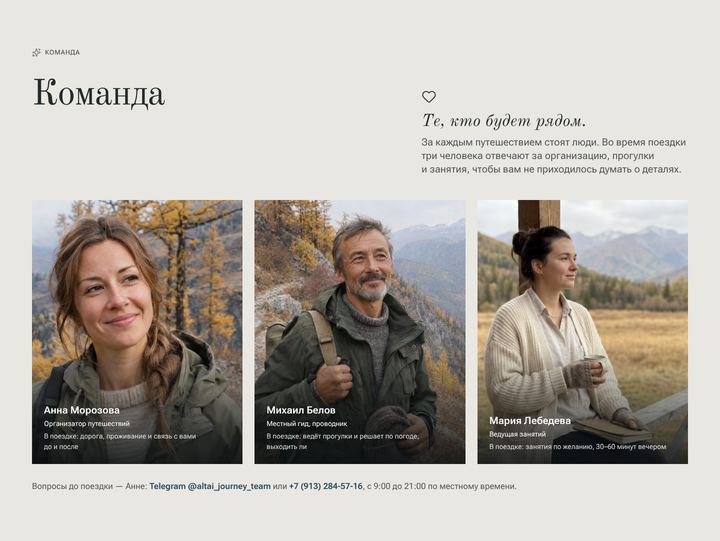 КОМАНДА
Команда
Те, кто будет рядом.
За каждым путешествием стоят люди. Во время поездки
три человека отвечают за организацию, прогулки
и занятия, чтобы вам не приходилось думать о деталях.
Анна Морозова
Организатор путешествий
В поездке: дорога, проживание и связь с вами
до и после
Михаил Белов
Местный гид, проводник
В поездке: ведёт прогулки и решает по погоде,
выходить ли
Мария Лебедева
Ведущая занятий
В поездке: занятия по желанию, 30–60 минут вечером
Вопросы до поездки — Анне: Telegram @altai_journey_team или +7 (913) 284-57-16, с 9:00 до 21:00 по местному времени.